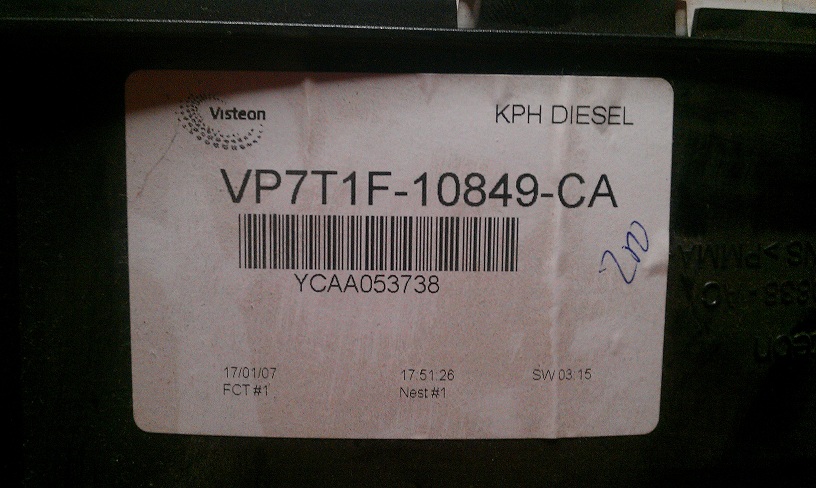 Visteon
KPH DIESEL
VP7T1F-10849-CA
YCAA053738
200
17/01/07
17:51:26
SW 03:15
FCT #1
Nest #1